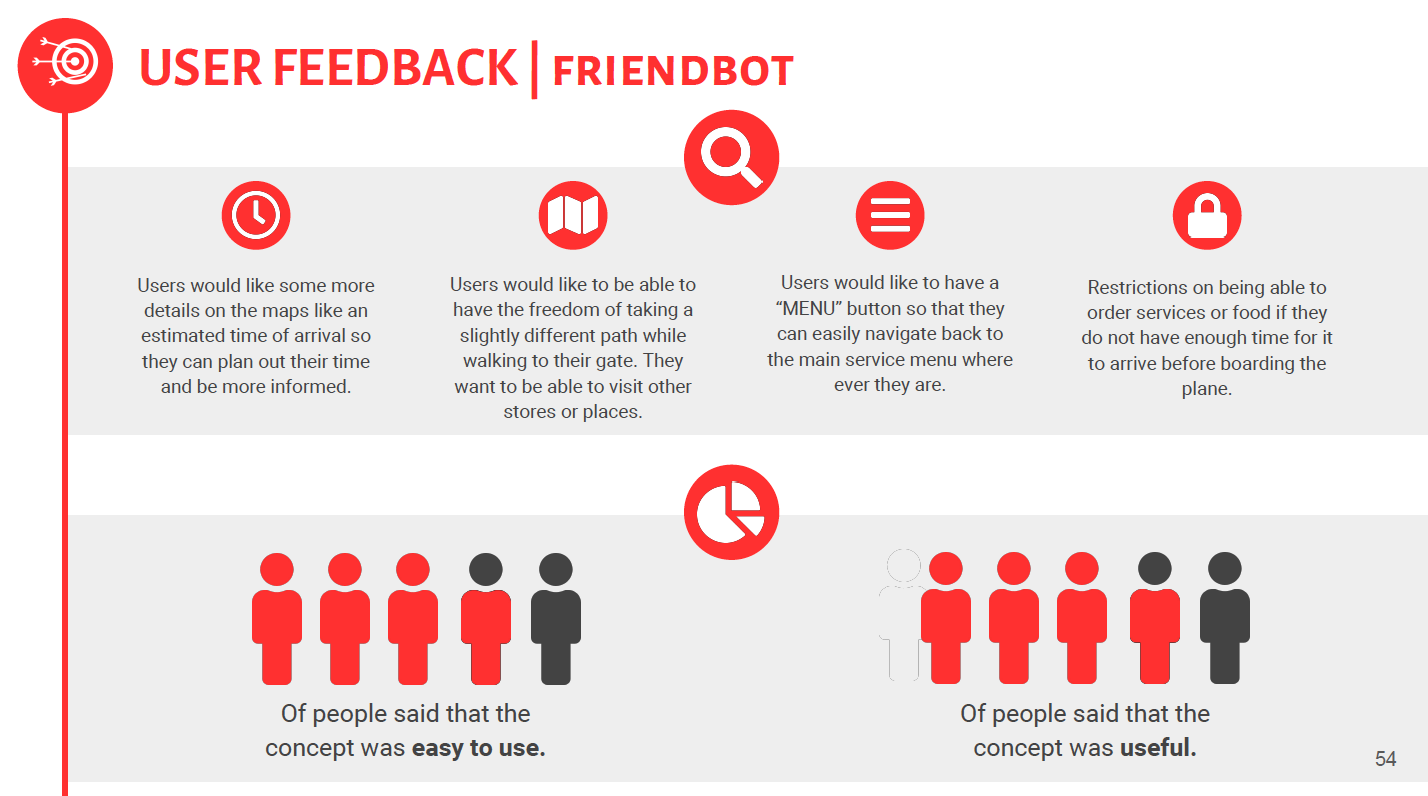 USER FEEDBACK | FRIENDBOT
Users would like some more
details on the maps like an
estimated time of arrival so
they can plan out their time
and be more informed.
Users would like to be able to
have the freedom of taking a
slightly different path while
walking to their gate. They
want to be able to visit other
stores or places.
Users would like to have a
“MENU” button so that they
can easily navigate back to
the main service menu where
ever they are.
Restrictions on being able to
order services or food if they
do not have enough time for it
to arrive before boarding the
plane.
Of people said that the
concept was easy to use.
Of people said that the
concept was useful.
54